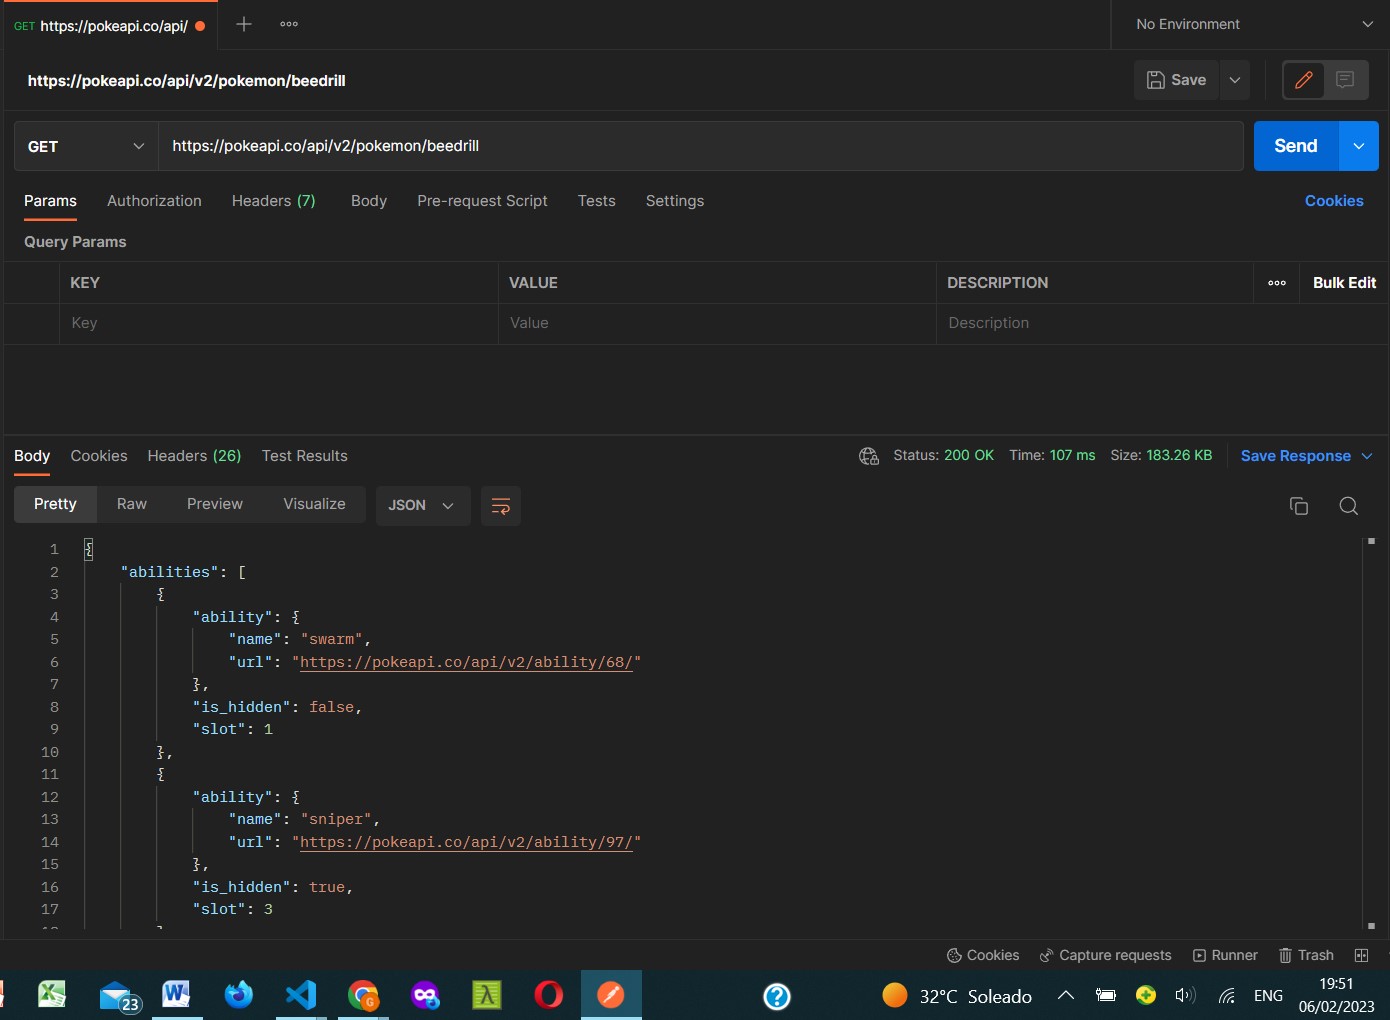 GET https://pokeapi.co/api/
No Environment
https://pokeapi.co/api/v2/pokemon/beedrill
Save
GET
https://pokeapi.co/api/v2/pokemon/beedrill
Send
Params Authorization Headers (7) Body Pre-request Script Tests Settings Cookies
Query Params
KEY VALUE DESCRIPTION Bulk Edit
Key Value Description
Body Cookies Headers (26) Test Results Status: 200 OK Time: 107 ms Size: 183.26 KB Save Response
Pretty Raw Preview Visualize JSON
1 {
2 "abilities": [
3 {
4 "ability": {
5 "name": "swarm",
6 "url": "https://pokeapi.co/api/v2/ability/68/"
7 },
8 "is_hidden": false,
9 "slot": 1
10 },
11 {
12 "ability": {
13 "name": "sniper",
14 "url": "https://pokeapi.co/api/v2/ability/97/"
15 },
16 "is_hidden": true,
17 "slot": 3
Cookies Capture requests Runner Trash
23
32°C Soleado
ENG
19:51
06/02/2023